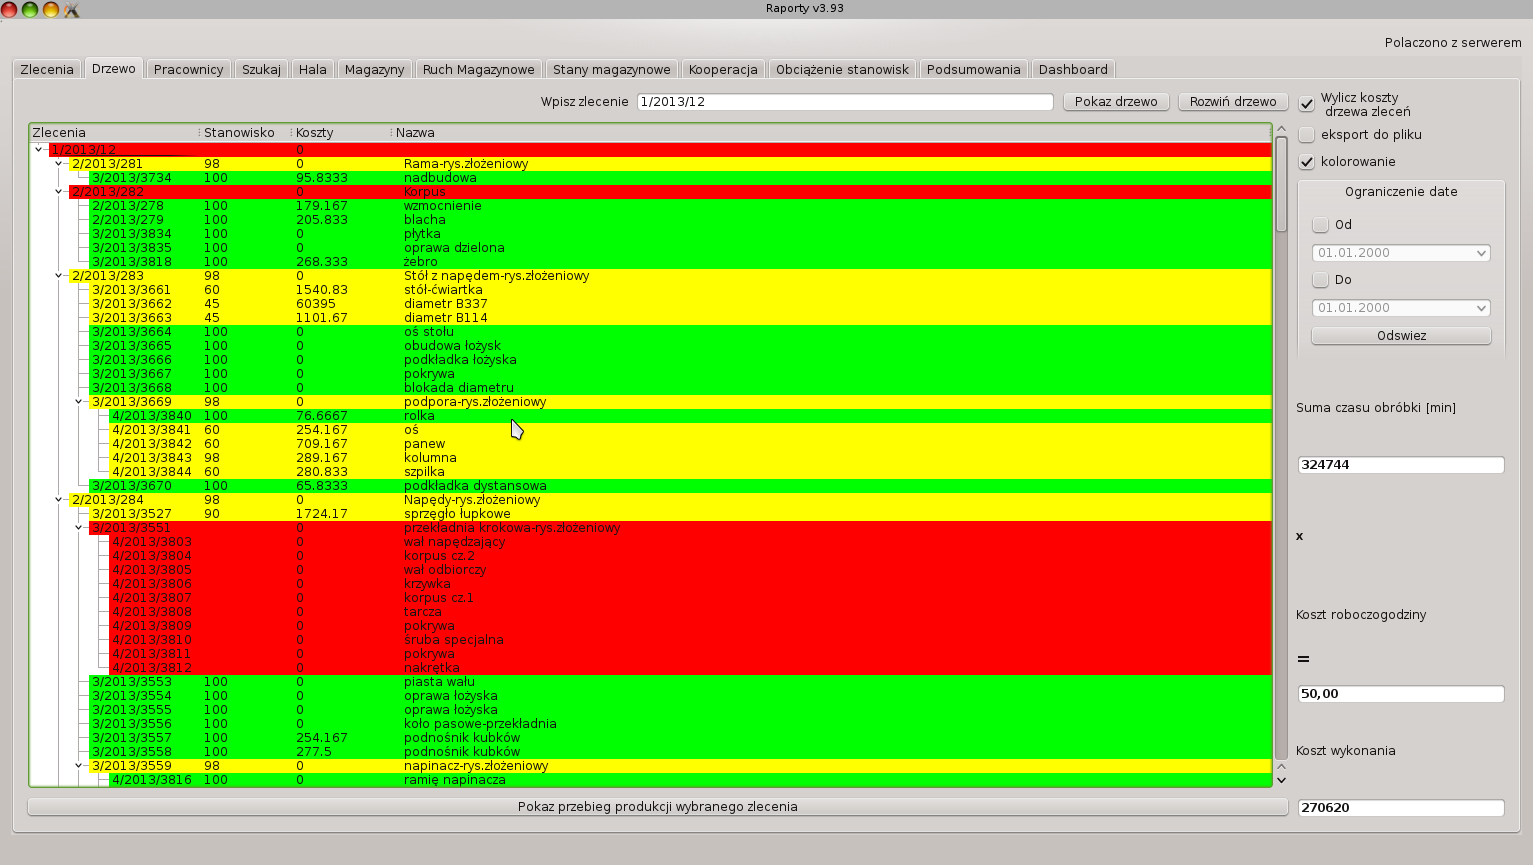 Raporty v3.93
Polaczono z serwerem
Zlecenia Drzewo Pracownicy Szukaj Hala Magazyny Ruch Magazynowe Stany magazynowe Kooperacja Obciążenie stanowisk Podsumowania Dashboard
Wpisz zlecenie 1/2013/12 Pokaz drzewo Rozwiń drzewo
Wylicz koszty
drzewa zleceń
eksport do pliku
kolorowanie
Ograniczenie date
Od
01.01.2000
Do
01.01.2000
Odswiez
Suma czasu obróbki [min]
324744
x
Koszt roboczogodziny
=
50,00
Koszt wykonania
270620
Zlecenia Stanowisko Koszty Nazwa
1/2013/12 0
2/2013/281 98 0 Rama-rys.złożeniowy
3/2013/3734 100 95.8333 nadbudowa
2/2013/282 0 Korpus
2/2013/278 100 179.167 wzmocnienie
2/2013/279 100 205.833 blacha
3/2013/3834 100 0 płytka
3/2013/3835 100 0 oprawa dzielona
3/2013/3818 100 268.333 żebro
2/2013/283 98 0 Stół z napędem-rys.złożeniowy
3/2013/3661 60 1540.83 stół-ćwiartka
3/2013/3662 45 60395 diametr B337
3/2013/3663 45 1101.67 diametr B114
3/2013/3664 100 0 oś stołu
3/2013/3665 100 0 obudowa łożysk
3/2013/3666 100 0 podkładka łożyska
3/2013/3667 100 0 pokrywa
3/2013/3668 100 0 blokada diametru
3/2013/3669 98 0 podpora-rys.złożeniowy
4/2013/3840 100 76.6667 rolka
4/2013/3841 60 254.167 oś
4/2013/3842 60 709.167 panew
4/2013/3843 98 289.167 kolumna
4/2013/3844 60 280.833 szpilka
3/2013/3670 100 65.8333 podkładka dystansowa
2/2013/284 98 0 Napędy-rys.złożeniowy
3/2013/3527 90 1724.17 sprzęgło łupkowe
3/2013/3551 0 przekładnia krokowa-rys.złożeniowy
4/2013/3803 0 wał napędzający
4/2013/3804 0 korpus cz.2
4/2013/3805 0 wał odbiorczy
4/2013/3806 0 krzywka
4/2013/3807 0 korpus cz.1
4/2013/3808 0 tarcza
4/2013/3809 0 pokrywa
4/2013/3810 0 śruba specjalna
4/2013/3811 0 pokrywa
4/2013/3812 0 nakrętka
3/2013/3553 100 0 piasta wału
3/2013/3554 100 0 oprawa łożyska
3/2013/3555 100 0 oprawa łożyska
3/2013/3556 100 0 koło pasowe-przekładnia
3/2013/3557 100 254.167 podnośnik kubków
3/2013/3558 100 277.5 podnośnik kubków
3/2013/3559 98 0 napinacz-rys.złożeniowy
4/2013/3816 100 0 ramię napinacza
Pokaz przebieg produkcji wybranego zlecenia